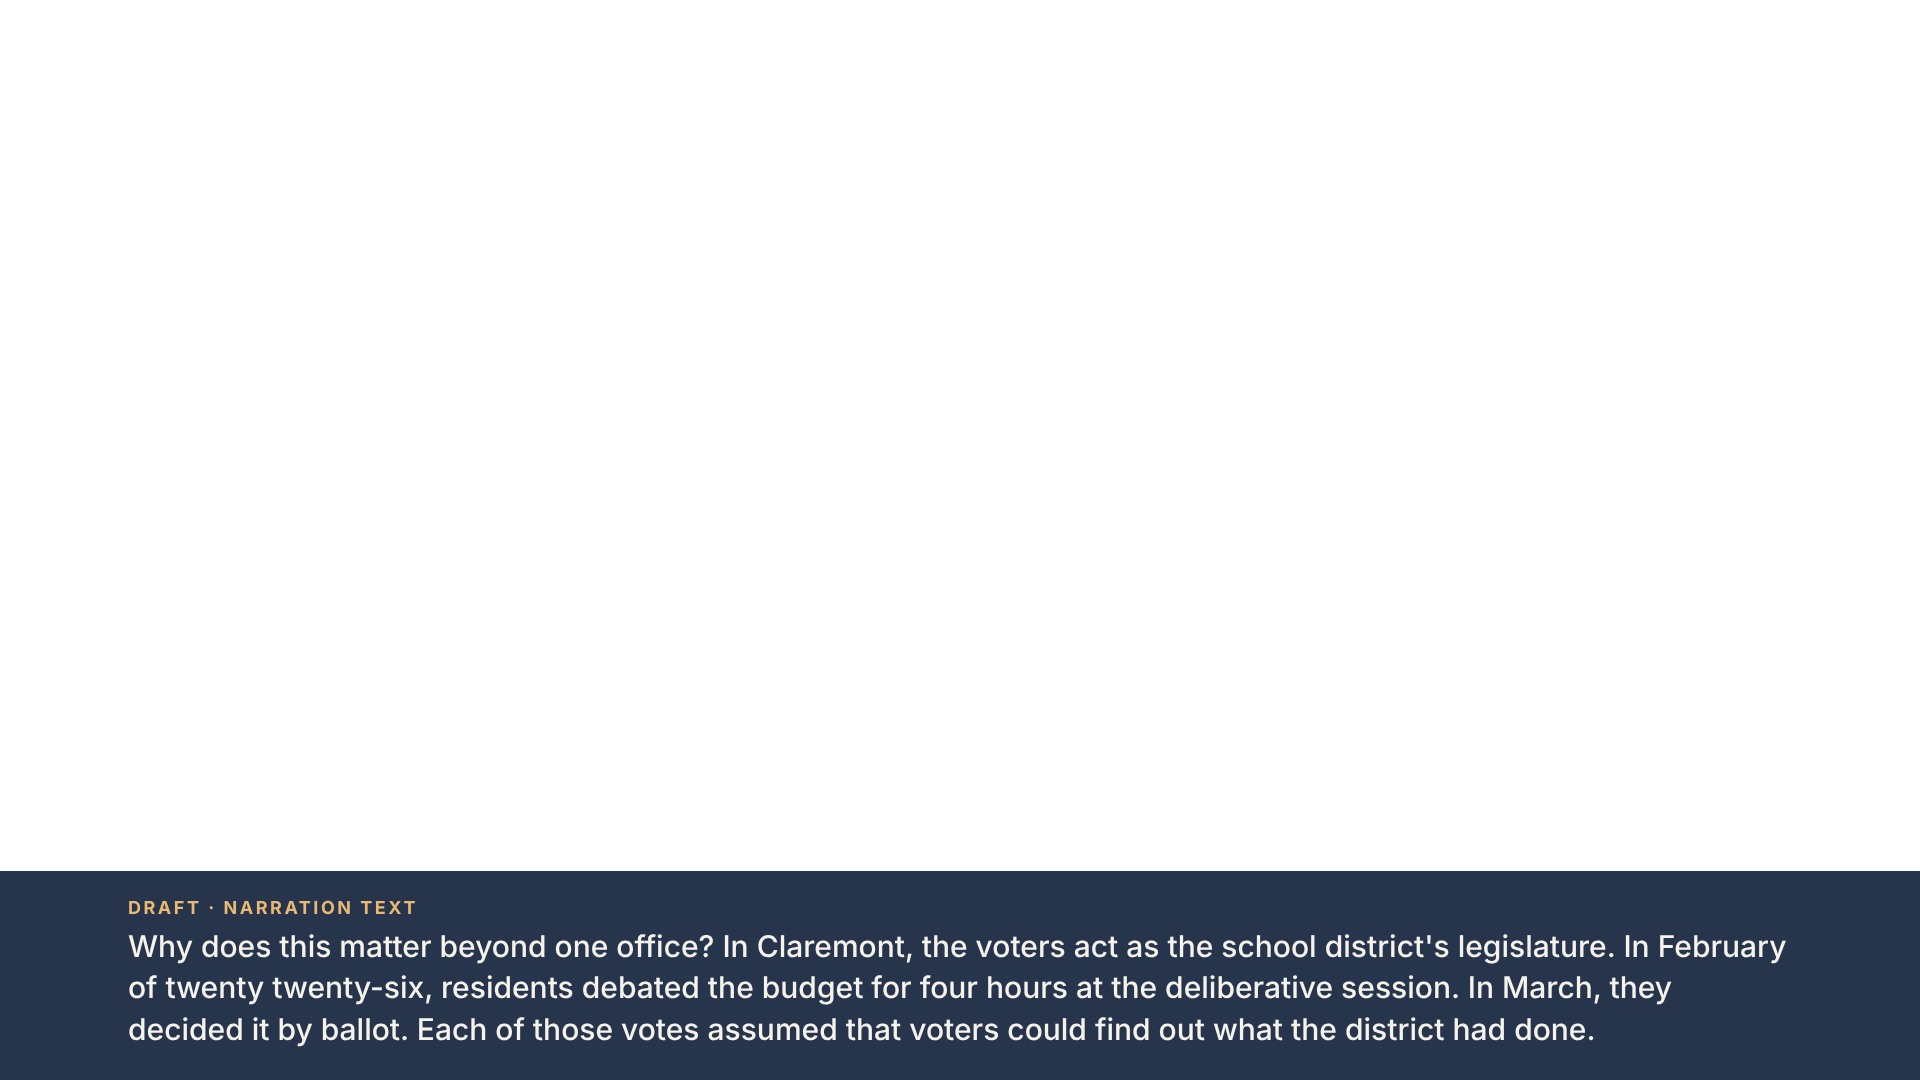 DRAFT · NARRATION TEXT
Why does this matter beyond one office? In Claremont, the voters act as the school district's legislature. In February
of twenty twenty-six, residents debated the budget for four hours at the deliberative session. In March, they
decided it by ballot. Each of those votes assumed that voters could find out what the district had done.